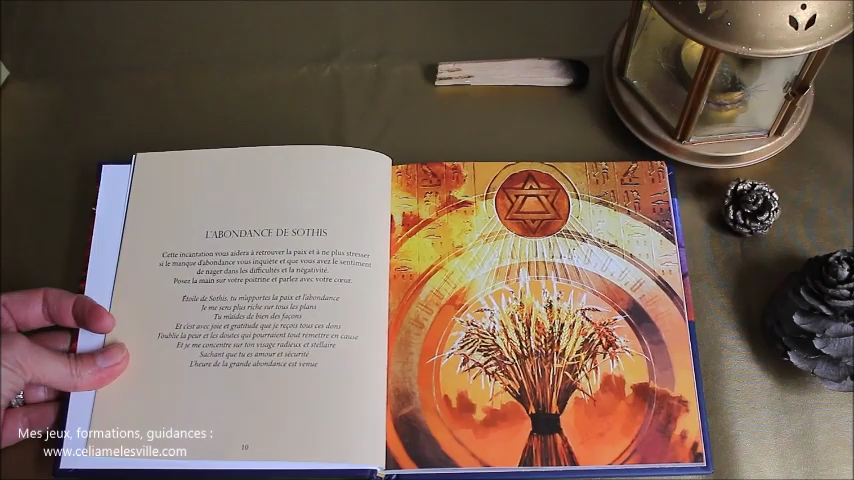 L'ABONDANCE DE SOTHIS
Cette incantation vous aidera à retrouver la paix et à ne plus stresser
si le manque d'abondance vous inquiète et que vous avez le sentiment
de nager dans les difficultés et la négativité.
Posez la main sur votre poitrine et parlez avec votre cœur.
Étoile de Sothis, tu m'apportes la paix et l'abondance
Je me sens plus riche sur tous les plans
Tu m'aides de bien des façons
Et c'est avec joie et gratitude que je reçois tous ces dons
J'oublie la peur et les doutes qui pourraient tout remettre en cause
Et je me concentre sur ton visage radieux et stellaire
Sachant que tu es amour et sécurité
L'heure de la grande abondance est venue
10
Mes jeux, formations, guidances :
www.celiamelesville.com